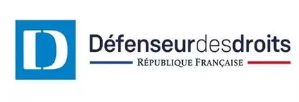 D
Défenseurdesdroits
RÉPUBLIQUE FRANÇAISE